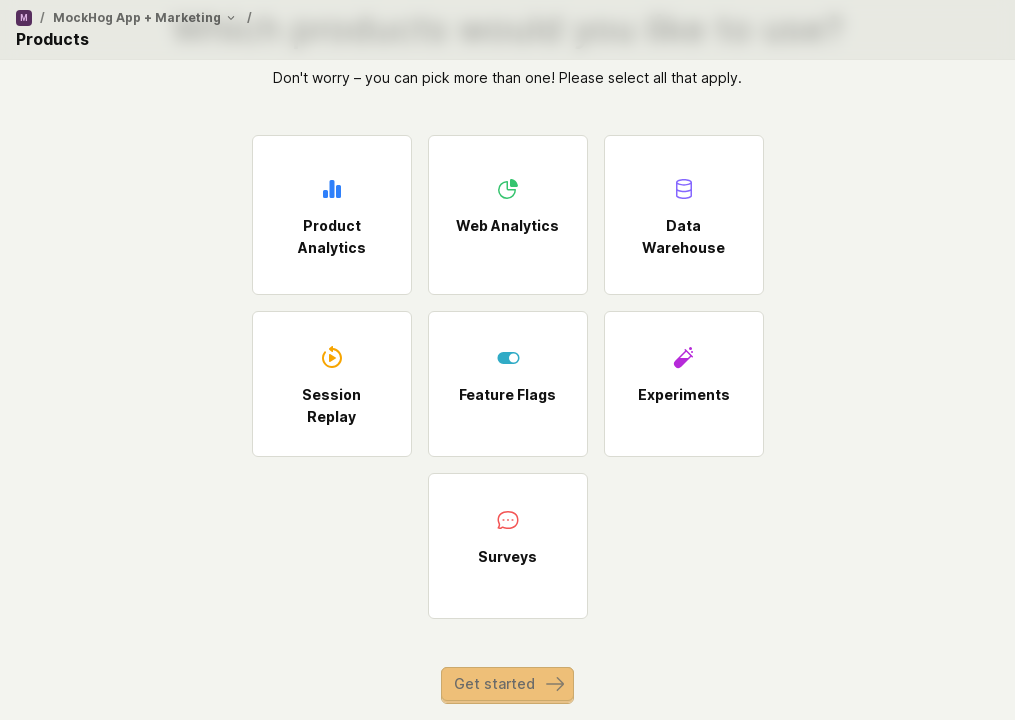 M / MockHog App + Marketing /
Products
Which products would you like to use?
Don't worry – you can pick more than one! Please select all that apply.
Product
Analytics
Web Analytics
Data
Warehouse
Session
Replay
Feature Flags
Experiments
Surveys
Get started